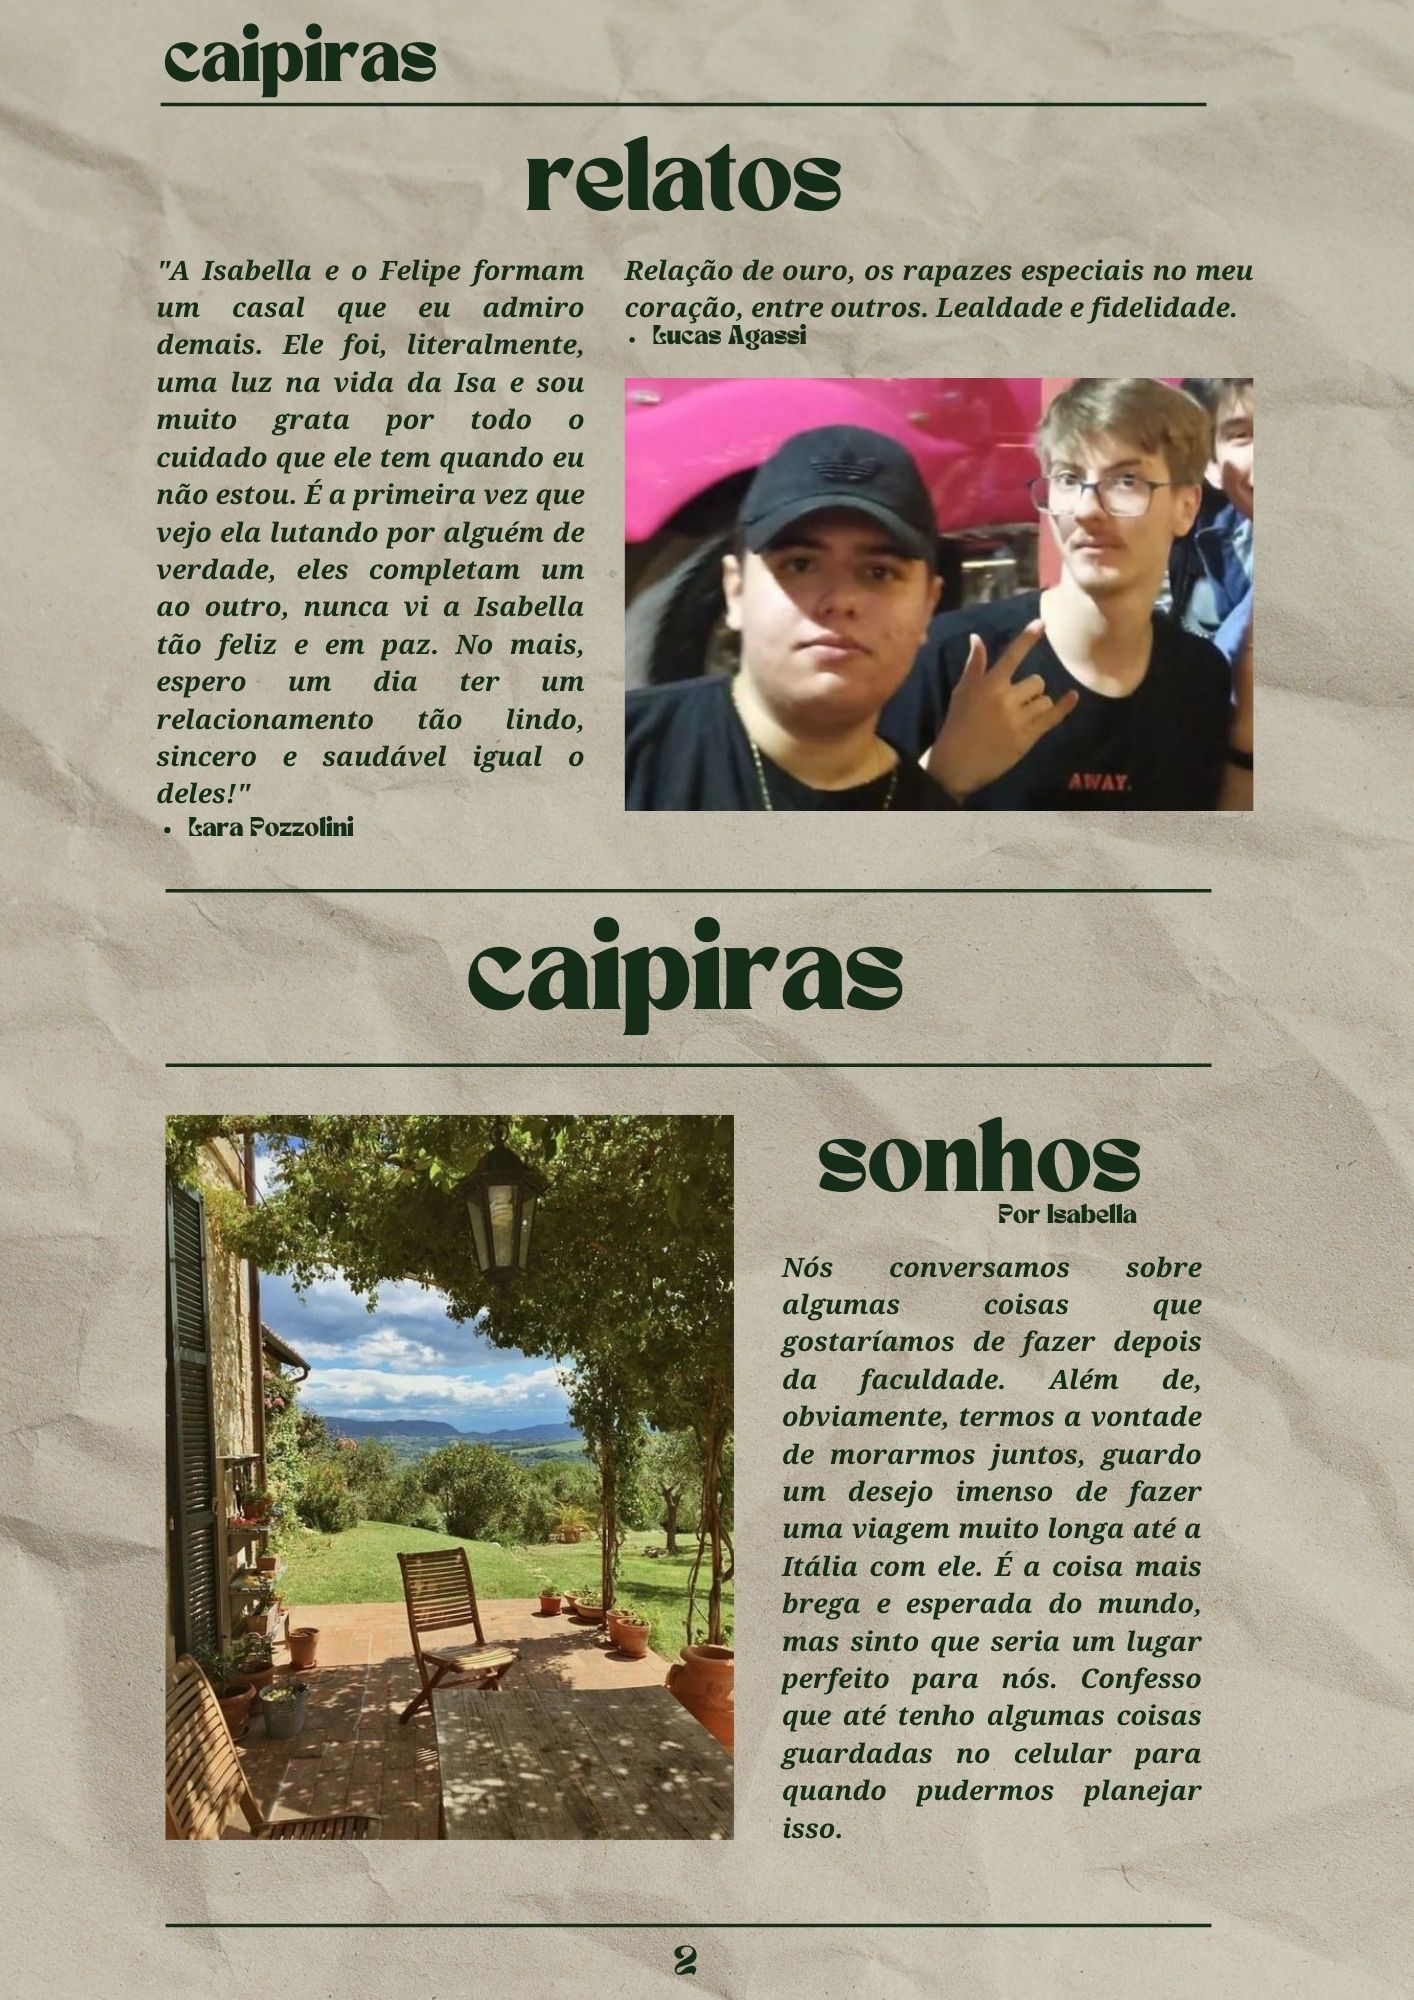 caipiras
relatos
"A Isabella e o Felipe formam
um casal que eu admiro
demais. Ele foi, literalmente,
uma luz na vida da Isa e sou
muito grata por todo o
cuidado que ele tem quando eu
não estou. É a primeira vez que
vejo ela lutando por alguém de
verdade, eles completam um
ao outro, nunca vi a Isabella
tão feliz e em paz. No mais,
espero um dia ter um
relacionamento tão lindo,
sincero e saudável igual o
deles!"
• Lara Pozzolini
Relação de ouro, os rapazes especiais no meu
coração, entre outros. Lealdade e fidelidade.
• Lucas Agassi
AWAY.
caipiras
sonhos
Por Isabella
Nós conversamos sobre
algumas coisas que
gostaríamos de fazer depois
da faculdade. Além de,
obviamente, termos a vontade
de morarmos juntos, guardo
um desejo imenso de fazer
uma viagem muito longa até a
Itália com ele. É a coisa mais
brega e esperada do mundo,
mas sinto que seria um lugar
perfeito para nós. Confesso
que até tenho algumas coisas
guardadas no celular para
quando pudermos planejar
isso.
2